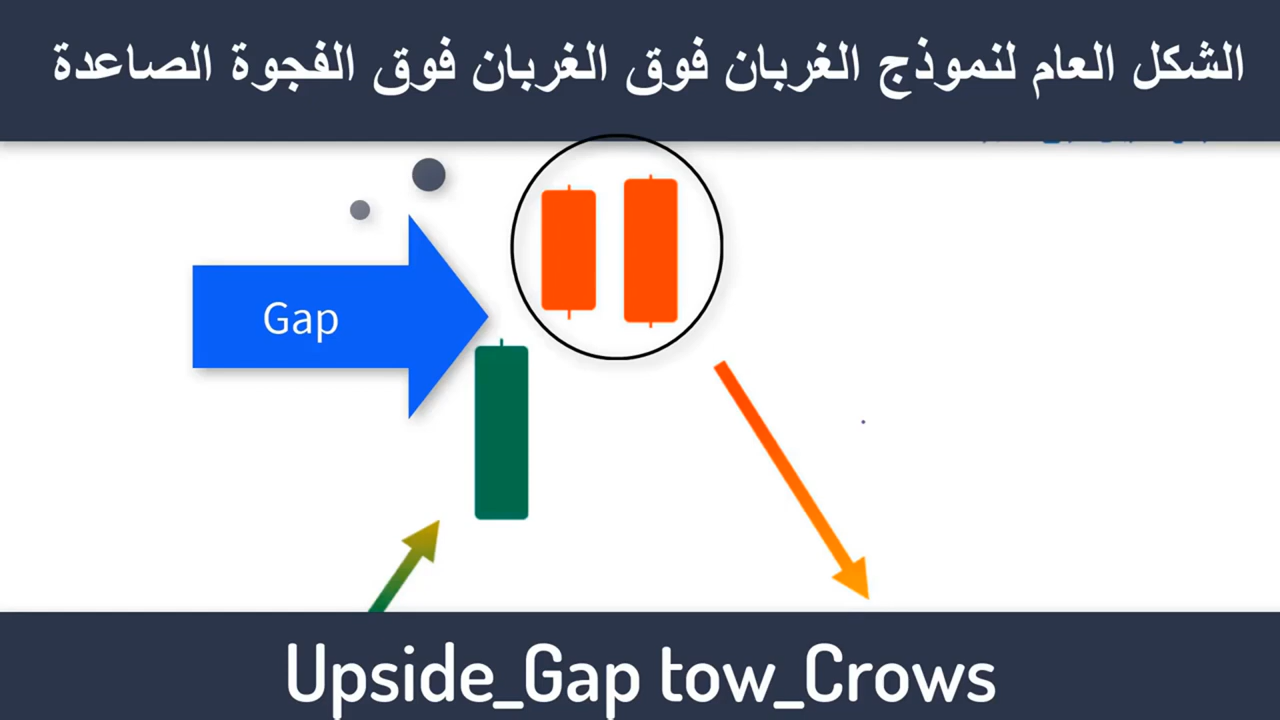 الشكل العام لنموذج الغربان فوق الغربان فوق الفجوة الصاعدة
Gap
Upside_Gap tow_Crows